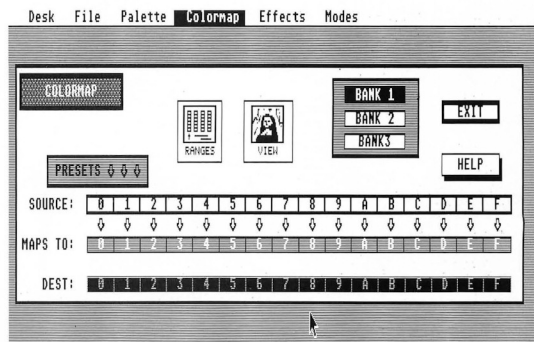 Desk File Palette Colormap Effects Modes
COLORMAP
BANK 1
BANK 2
BANK3
EXIT
RANGES
VIEW
PRESETS
HELP
SOURCE: 0 1 2 3 4 5 6 7 8 9 A B C D E F
MAPS TO: 0 1 2 3 4 5 6 7 8 9 A B C D E F
DEST: 0 1 2 3 4 5 6 7 8 9 A B C D E F